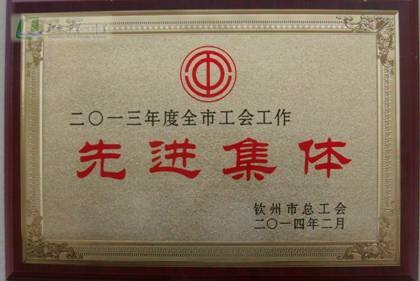 二〇一三年度全市工会工作
先进集体
钦州市总工会
二〇一四年二月